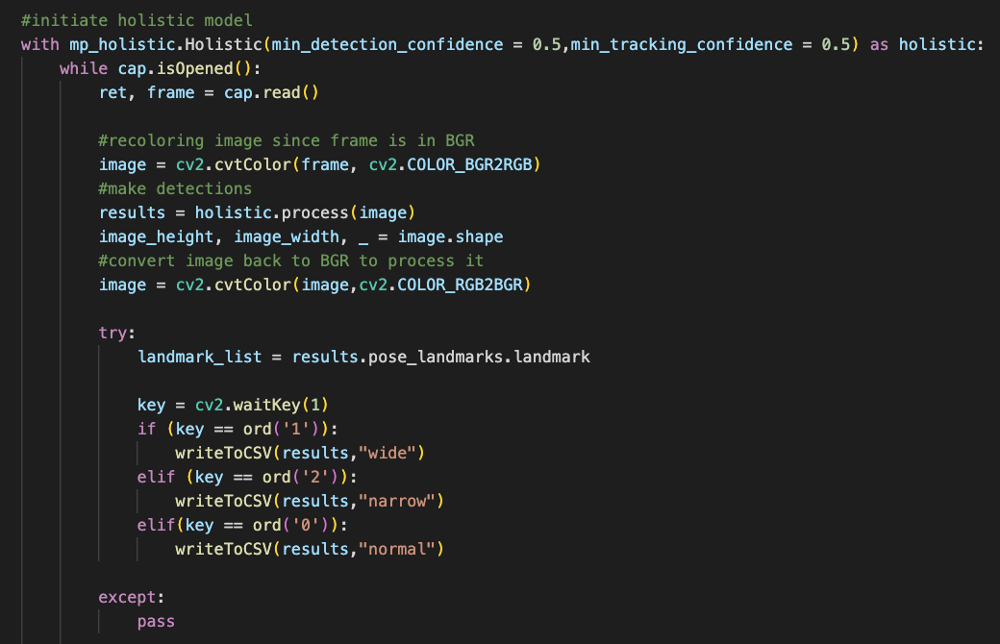 #initiate holistic model
with mp_holistic.Holistic(min_detection_confidence = 0.5,min_tracking_confidence = 0.5) as holistic:
    while cap.isOpened():
        ret, frame = cap.read()

        #recoloring image since frame is in BGR
        image = cv2.cvtColor(frame, cv2.COLOR_BGR2RGB)
        #make detections
        results = holistic.process(image)
        image_height, image_width, _ = image.shape
        #convert image back to BGR to process it
        image = cv2.cvtColor(image,cv2.COLOR_RGB2BGR)

        try:
            landmark_list = results.pose_landmarks.landmark

            key = cv2.waitKey(1)
            if (key == ord('1')):
                writeToCSV(results,"wide")
            elif (key == ord('2')):
                writeToCSV(results,"narrow")
            elif(key == ord('0')):
                writeToCSV(results,"normal")

        except:
            pass